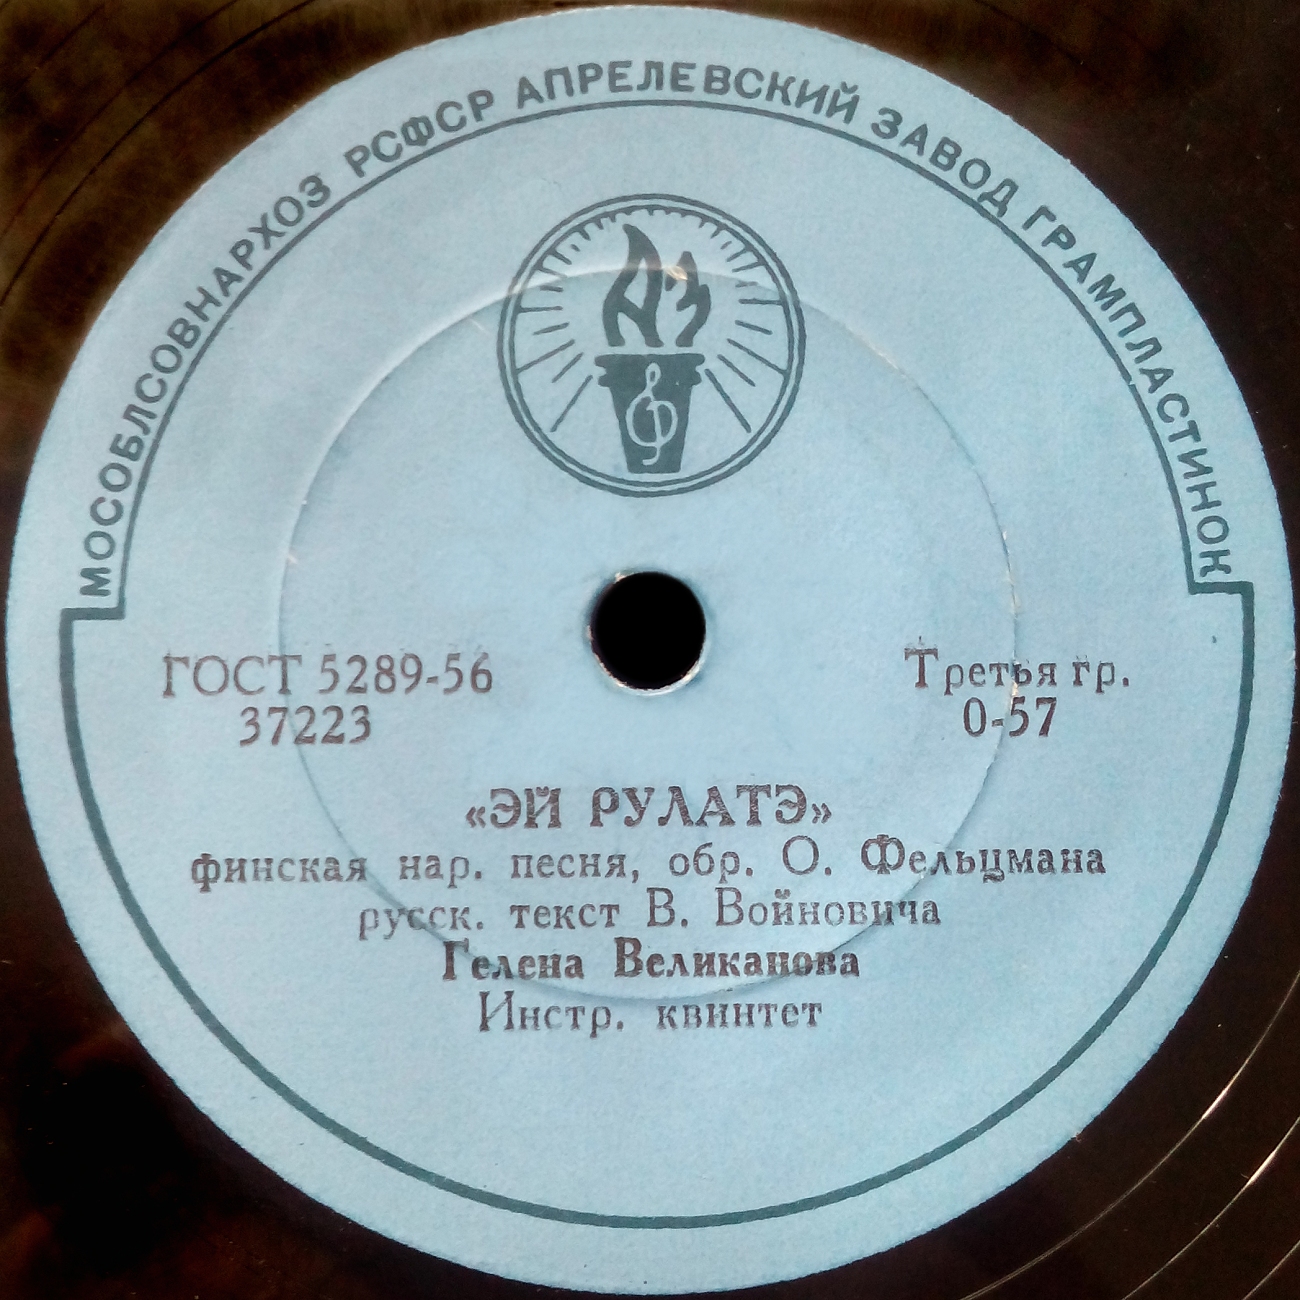 МОСОБЛСОВНАРХОЗ РСФСР АПРЕЛЕВСКИЙ ЗАВОД ГРАМПЛАСТИНОК
АЗ
ГОСТ 5289-56
37223
Третья гр.
0-57
«ЭЙ РУЛАТЭ»
финская нар. песня, обр. О. Фельцмана
русск. текст В. Войновича
Гелена Великанова
Инстр. квинтет